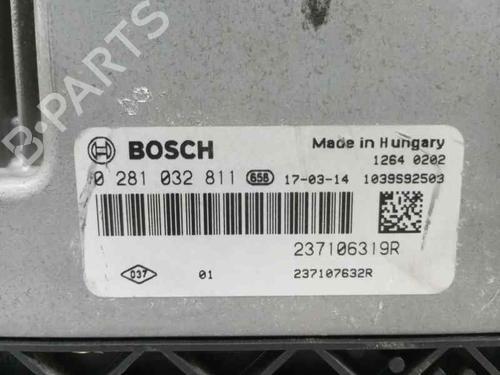 BOSCH
Made in Hungary
1264 0202
0 281 032 811 656 17-03-14 1039S92503
237106319R
037 01 237107632R
B-PARTS